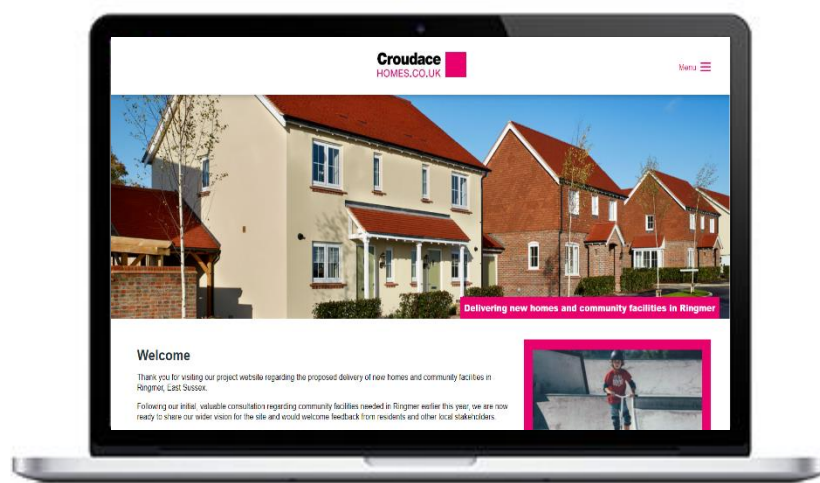 Croudace
HOMES.CO.UK
Menu
Delivering new homes and community facilities in Ringmer
Welcome
Thank you for visiting our project website regarding the proposed delivery of new homes and community facilities in
Ringmer, East Sussex.
Following our initial, valuable consultation regarding community facilities needed in Ringmer earlier this year, we are now
ready to share our wider vision for the site and would welcome feedback from residents and other local stakeholders.